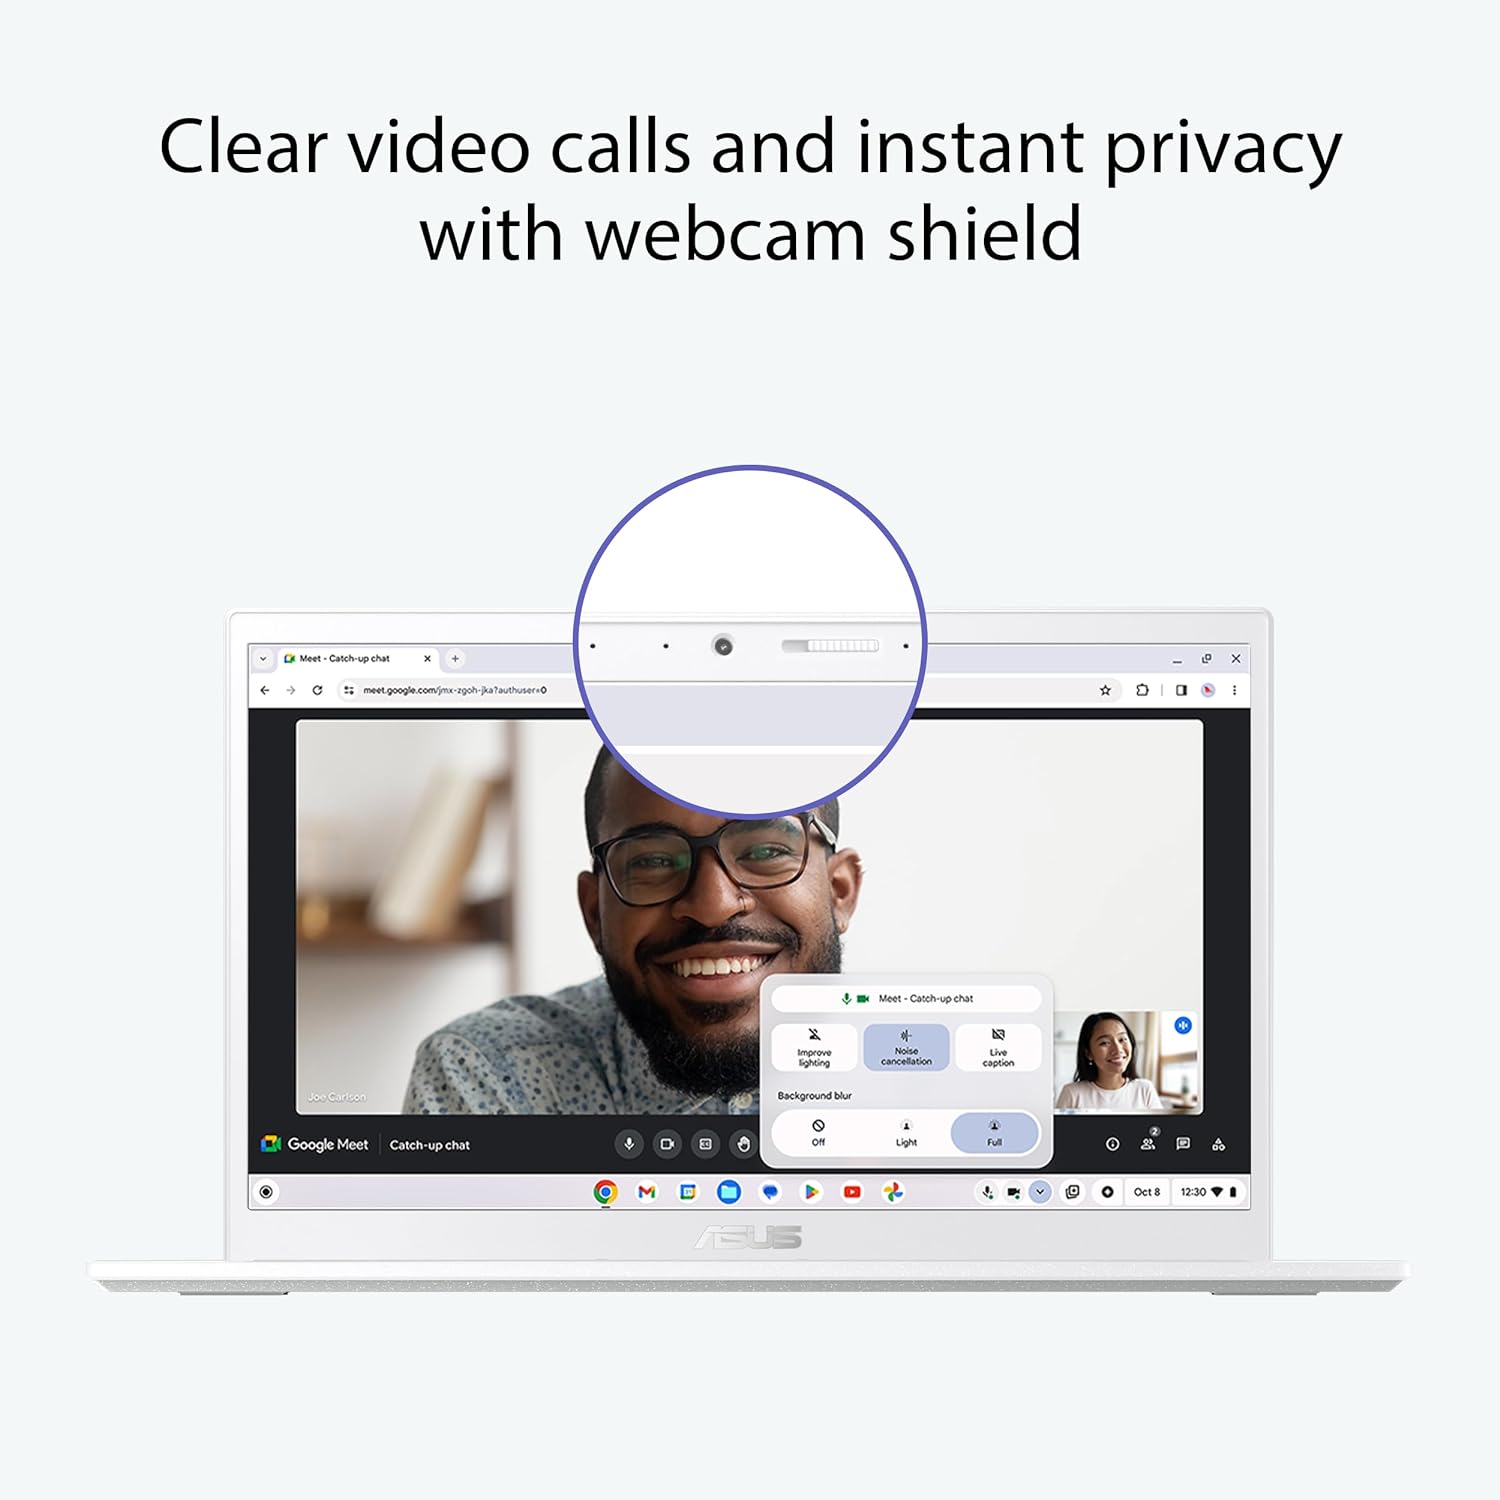 Clear video calls and instant privacy
with webcam shield
Meet - Catch-up chat
meet.google.com/jmx-zgoh-jka?authuser=0
Meet - Catch-up chat
Improve
lighting
Noise
cancellation
Live
caption
Background blur
Off
Light
Full
Joe Carlson
Google Meet
Catch-up chat
2
Oct 8
12:30
ASUS